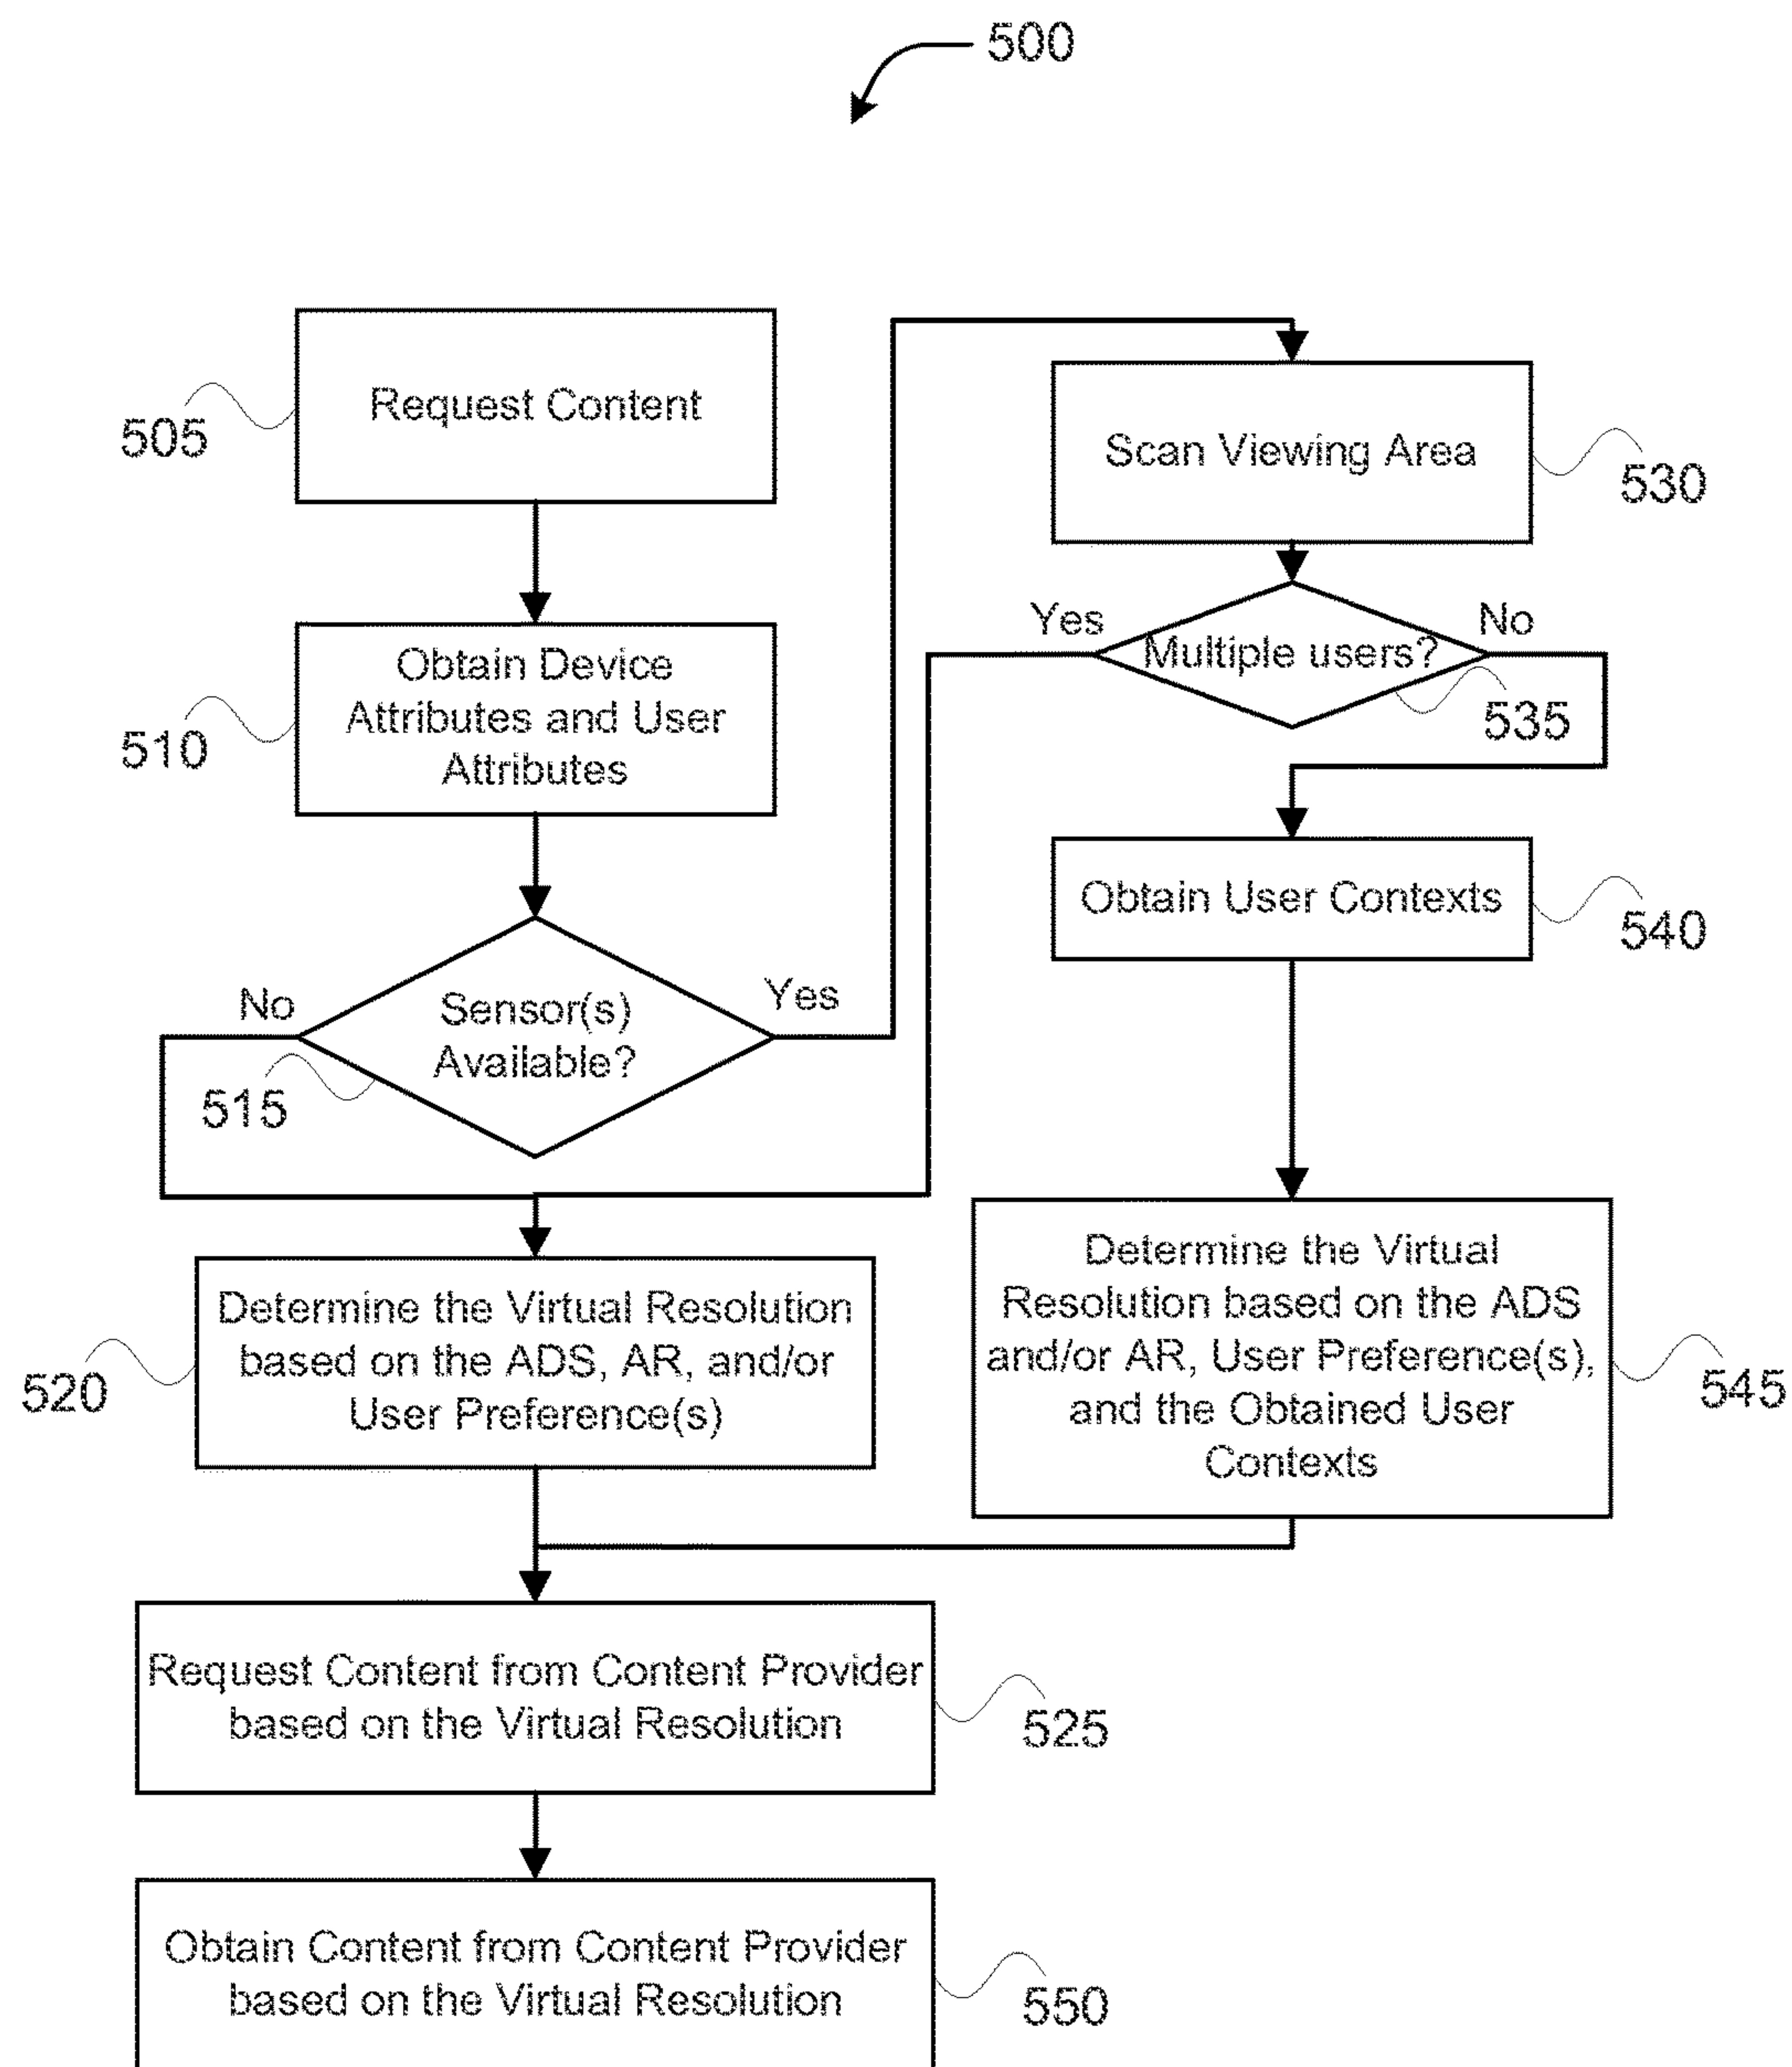 500
Request Content
505
Obtain Device
Attributes and User
Attributes
510
No
Sensor(s)
Available?
Yes
515
Determine the Virtual Resolution
based on the ADS, AR, and/or
User Preference(s)
520
Request Content from Content Provider
based on the Virtual Resolution
525
Obtain Content from Content Provider
based on the Virtual Resolution
550
Scan Viewing Area
530
Yes
Multiple users?
No
535
Obtain User Contexts
540
Determine the Virtual
Resolution based on the ADS
and/or AR, User Preference(s),
and the Obtained User
Contexts
545